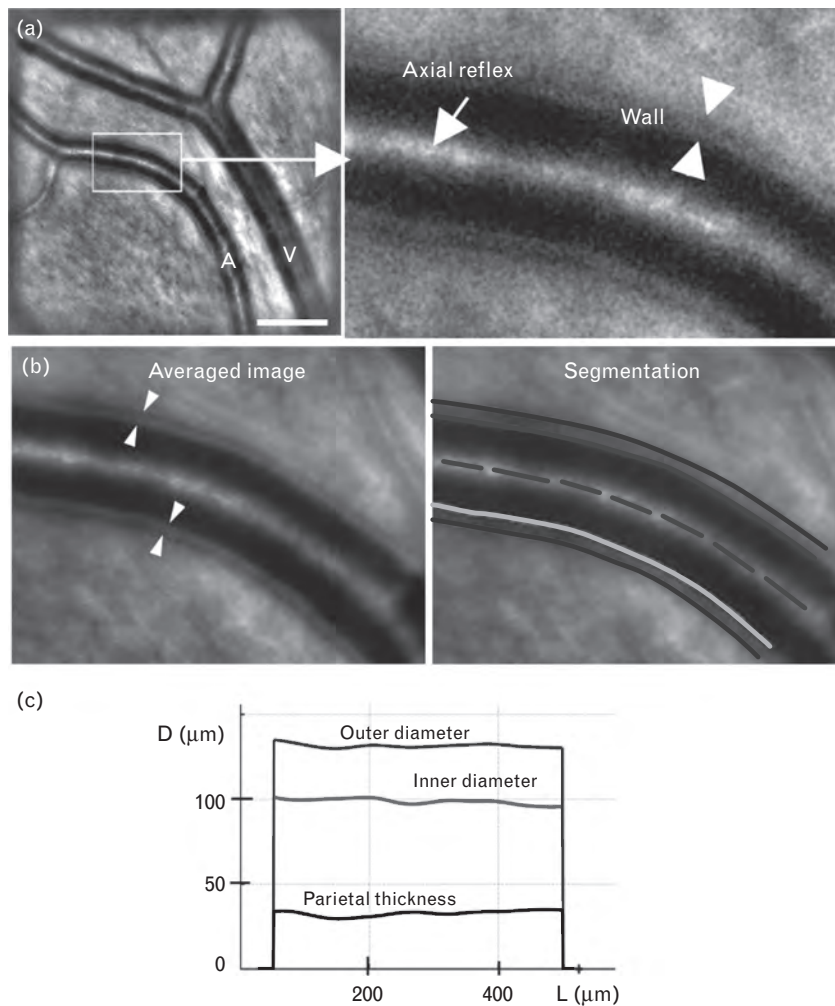 (a)
Axial reflex
Wall
A
V
(b)
Averaged image
Segmentation
(c)
D (μm)
Outer diameter
Inner diameter
100
50
Parietal thickness
0
200
400
L (μm)